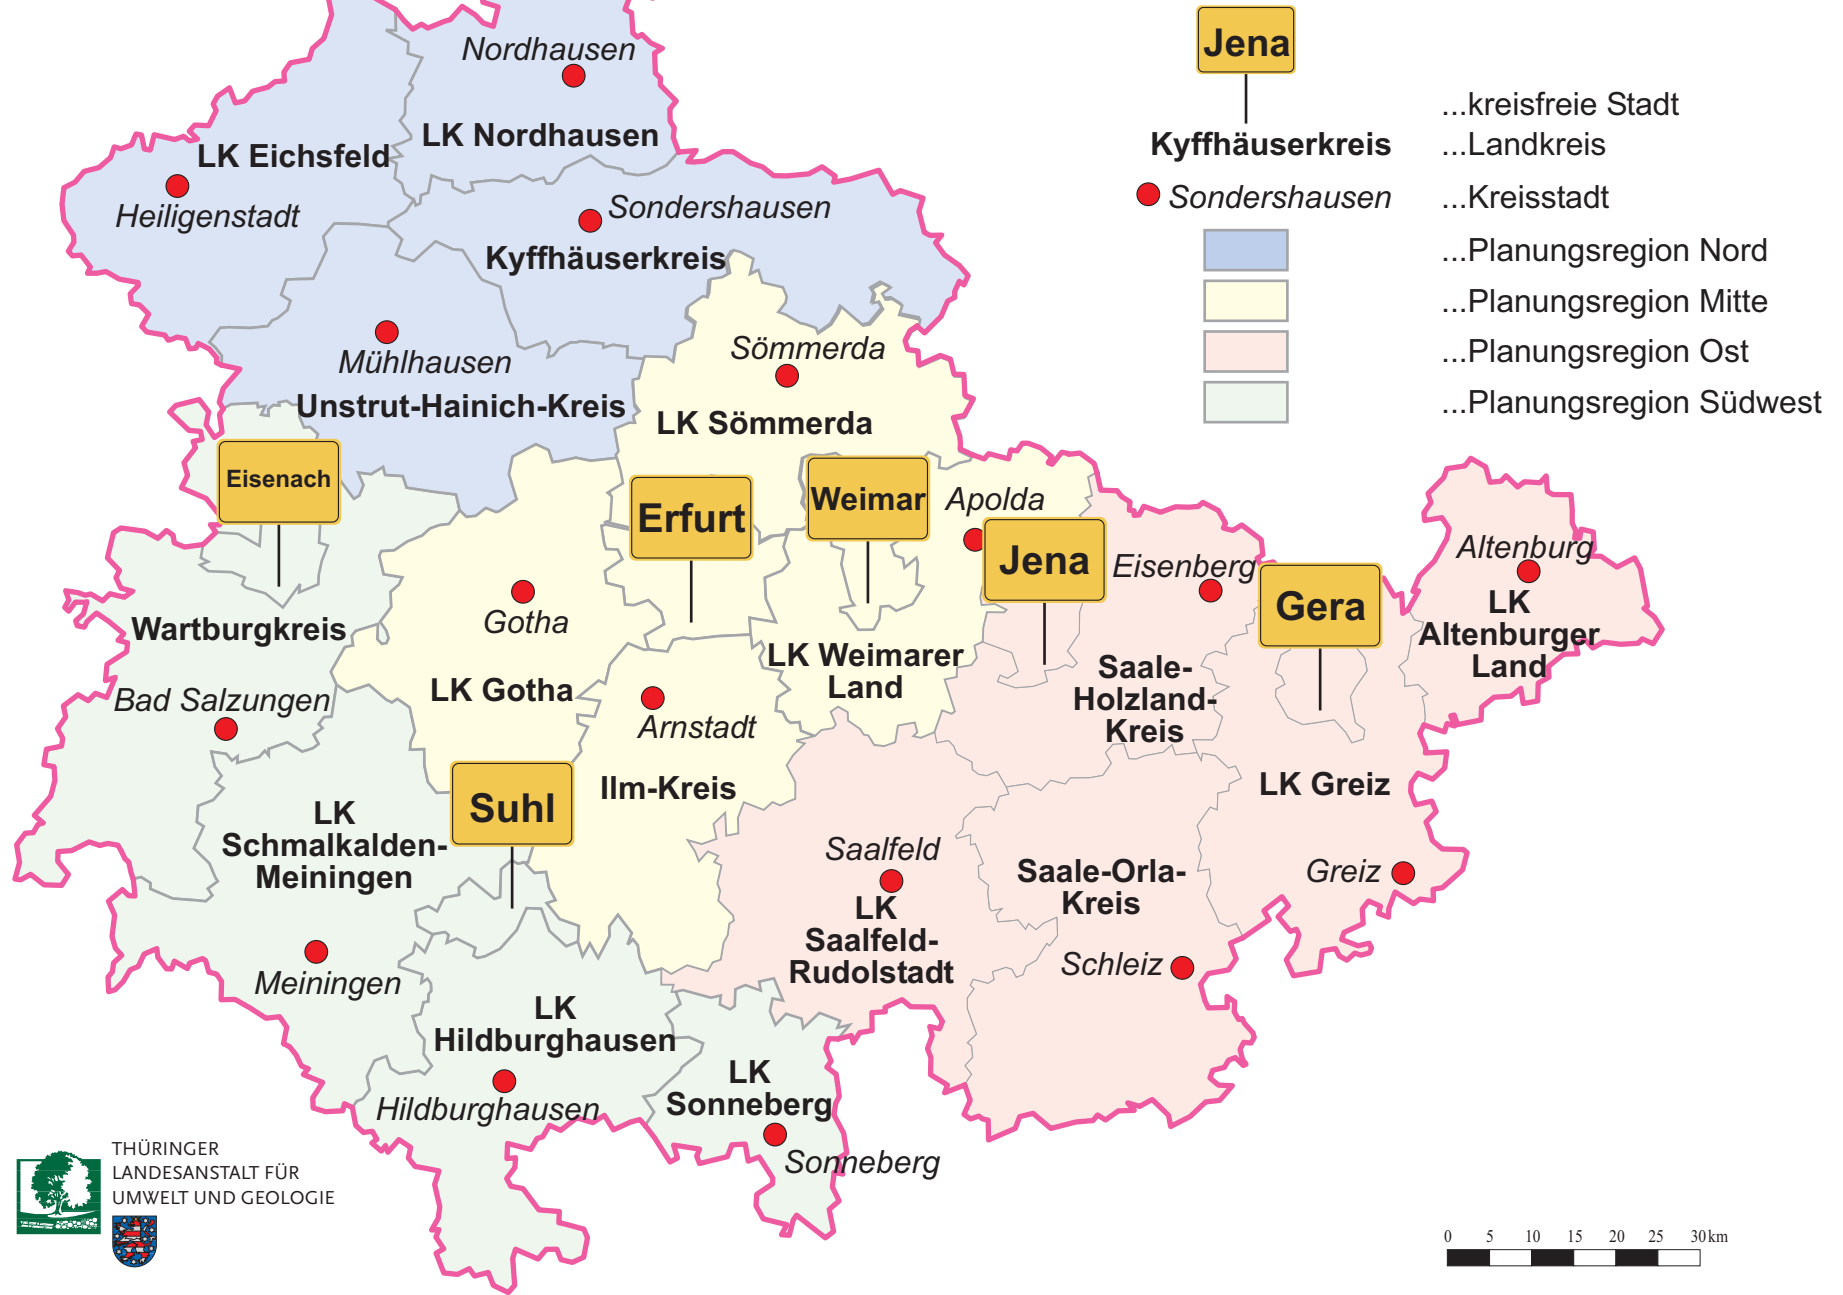 Nordhausen
LK Nordhausen
LK Eichsfeld
Heiligenstadt
Sondershausen
Kyffhäuserkreis
Mühlhausen
Unstrut-Hainich-Kreis
Sömmerda
LK Sömmerda
Eisenach
Erfurt
Weimar
Apolda
Jena
Eisenberg
Gera
Altenburg
LK
Altenburger
Land
Wartburgkreis
Gotha
LK Gotha
LK Weimarer
Land
Saale-
Holzland-
Kreis
Bad Salzungen
Arnstadt
Ilm-Kreis
LK Greiz
Suhl
LK
Schmalkalden-
Meiningen
Saalfeld
LK
Saalfeld-
Rudolstadt
Saale-Orla-
Kreis
Greiz
Schleiz
Meiningen
LK
Hildburghausen
Hildburghausen
LK
Sonneberg
Sonneberg
Jena
...kreisfreie Stadt
Kyffhäuserkreis ...Landkreis
Sondershausen ...Kreisstadt
...Planungsregion Nord
...Planungsregion Mitte
...Planungsregion Ost
...Planungsregion Südwest
THÜRINGER
LANDESANSTALT FÜR
UMWELT UND GEOLOGIE
0 5 10 15 20 25 30 km